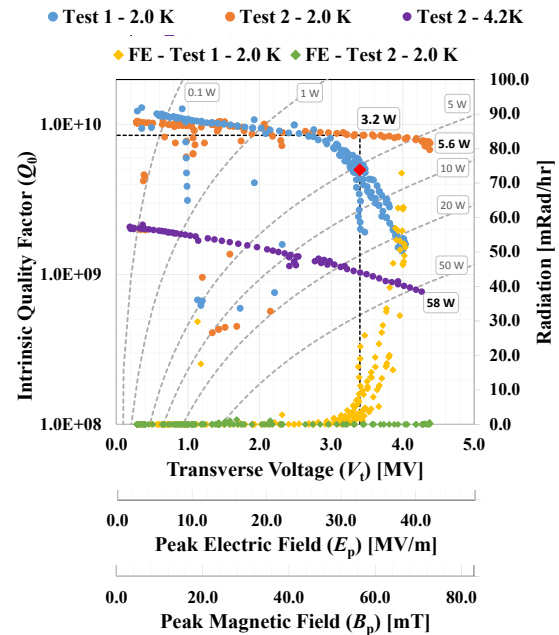 Test 1 - 2.0 K Test 2 - 2.0 K Test 2 - 4.2K
FE - Test 1 - 2.0 K FE - Test 2 - 2.0 K
100.0
90.0
80.0
70.0
60.0
50.0
40.0
30.0
20.0
10.0
0.0
Radiation [mRad/hr]
1.0E+10
1.0E+09
1.0E+08
Intrinsic Quality Factor (Q0)
0.1 W
1 W
3.2 W
5 W
5.6 W
10 W
20 W
50 W
58 W
0.0 1.0 2.0 3.0 4.0 5.0
Transverse Voltage (Vt) [MV]
0.0 10.0 20.0 30.0 40.0
Peak Electric Field (Ep) [MV/m]
0.0 20.0 40.0 60.0 80.0
Peak Magnetic Field (Bp) [mT]